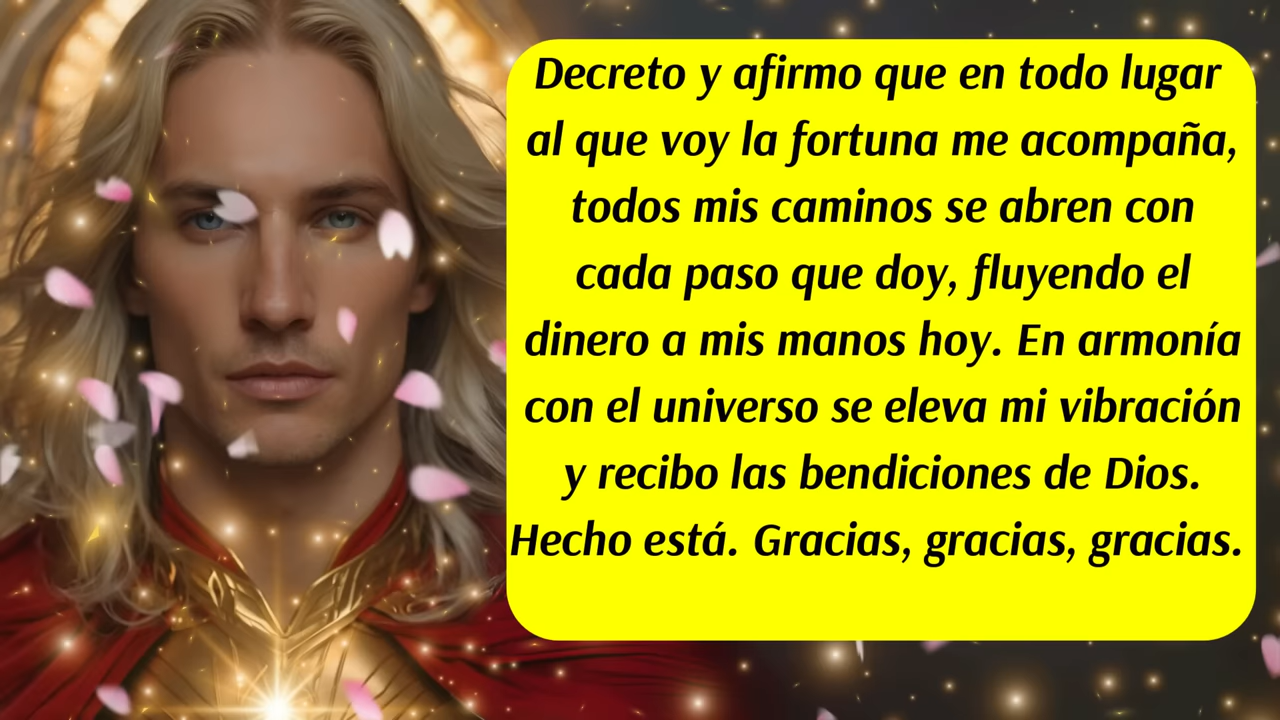 Decreto y afirmo que en todo lugar
al que voy la fortuna me acompaña,
todos mis caminos se abren con
cada paso que doy, fluyendo el
dinero a mis manos hoy. En armonía
con el universo se eleva mi vibración
y recibo las bendiciones de Dios.
Hecho está. Gracias, gracias, gracias.